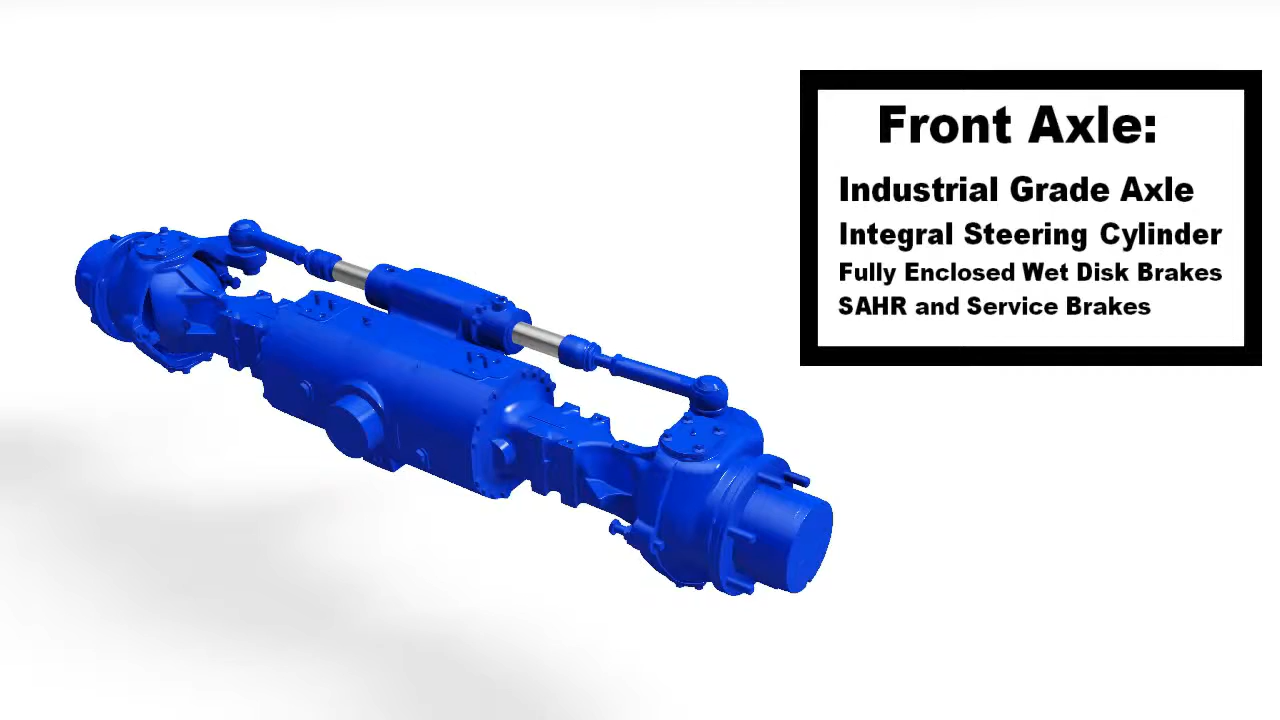 Front Axle:
Industrial Grade Axle
Integral Steering Cylinder
Fully Enclosed Wet Disk Brakes
SAHR and Service Brakes